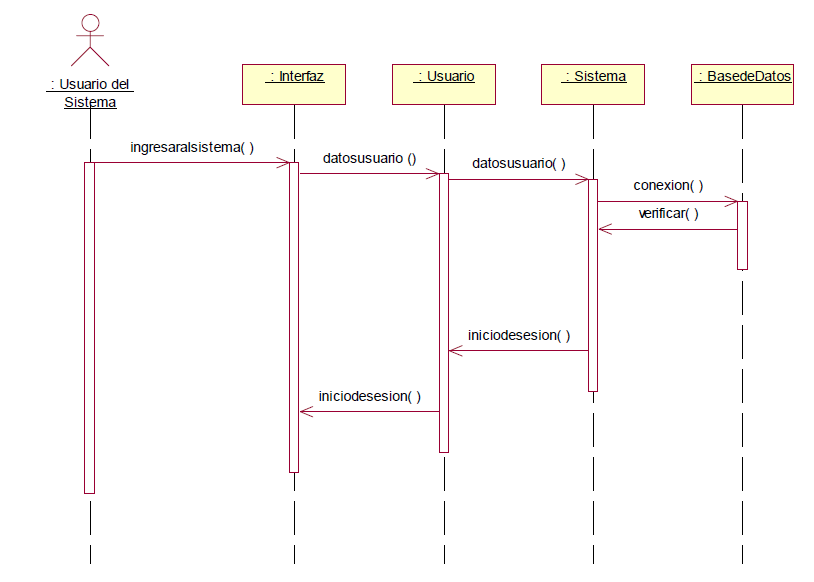 : Usuario del
Sistema
: Interfaz
: Usuario
: Sistema
: BasedeDatos
ingresaralsistema( )
datosusuario ()
datosusuario( )
conexion( )
verificar( )
iniciodesesion( )
iniciodesesion( )